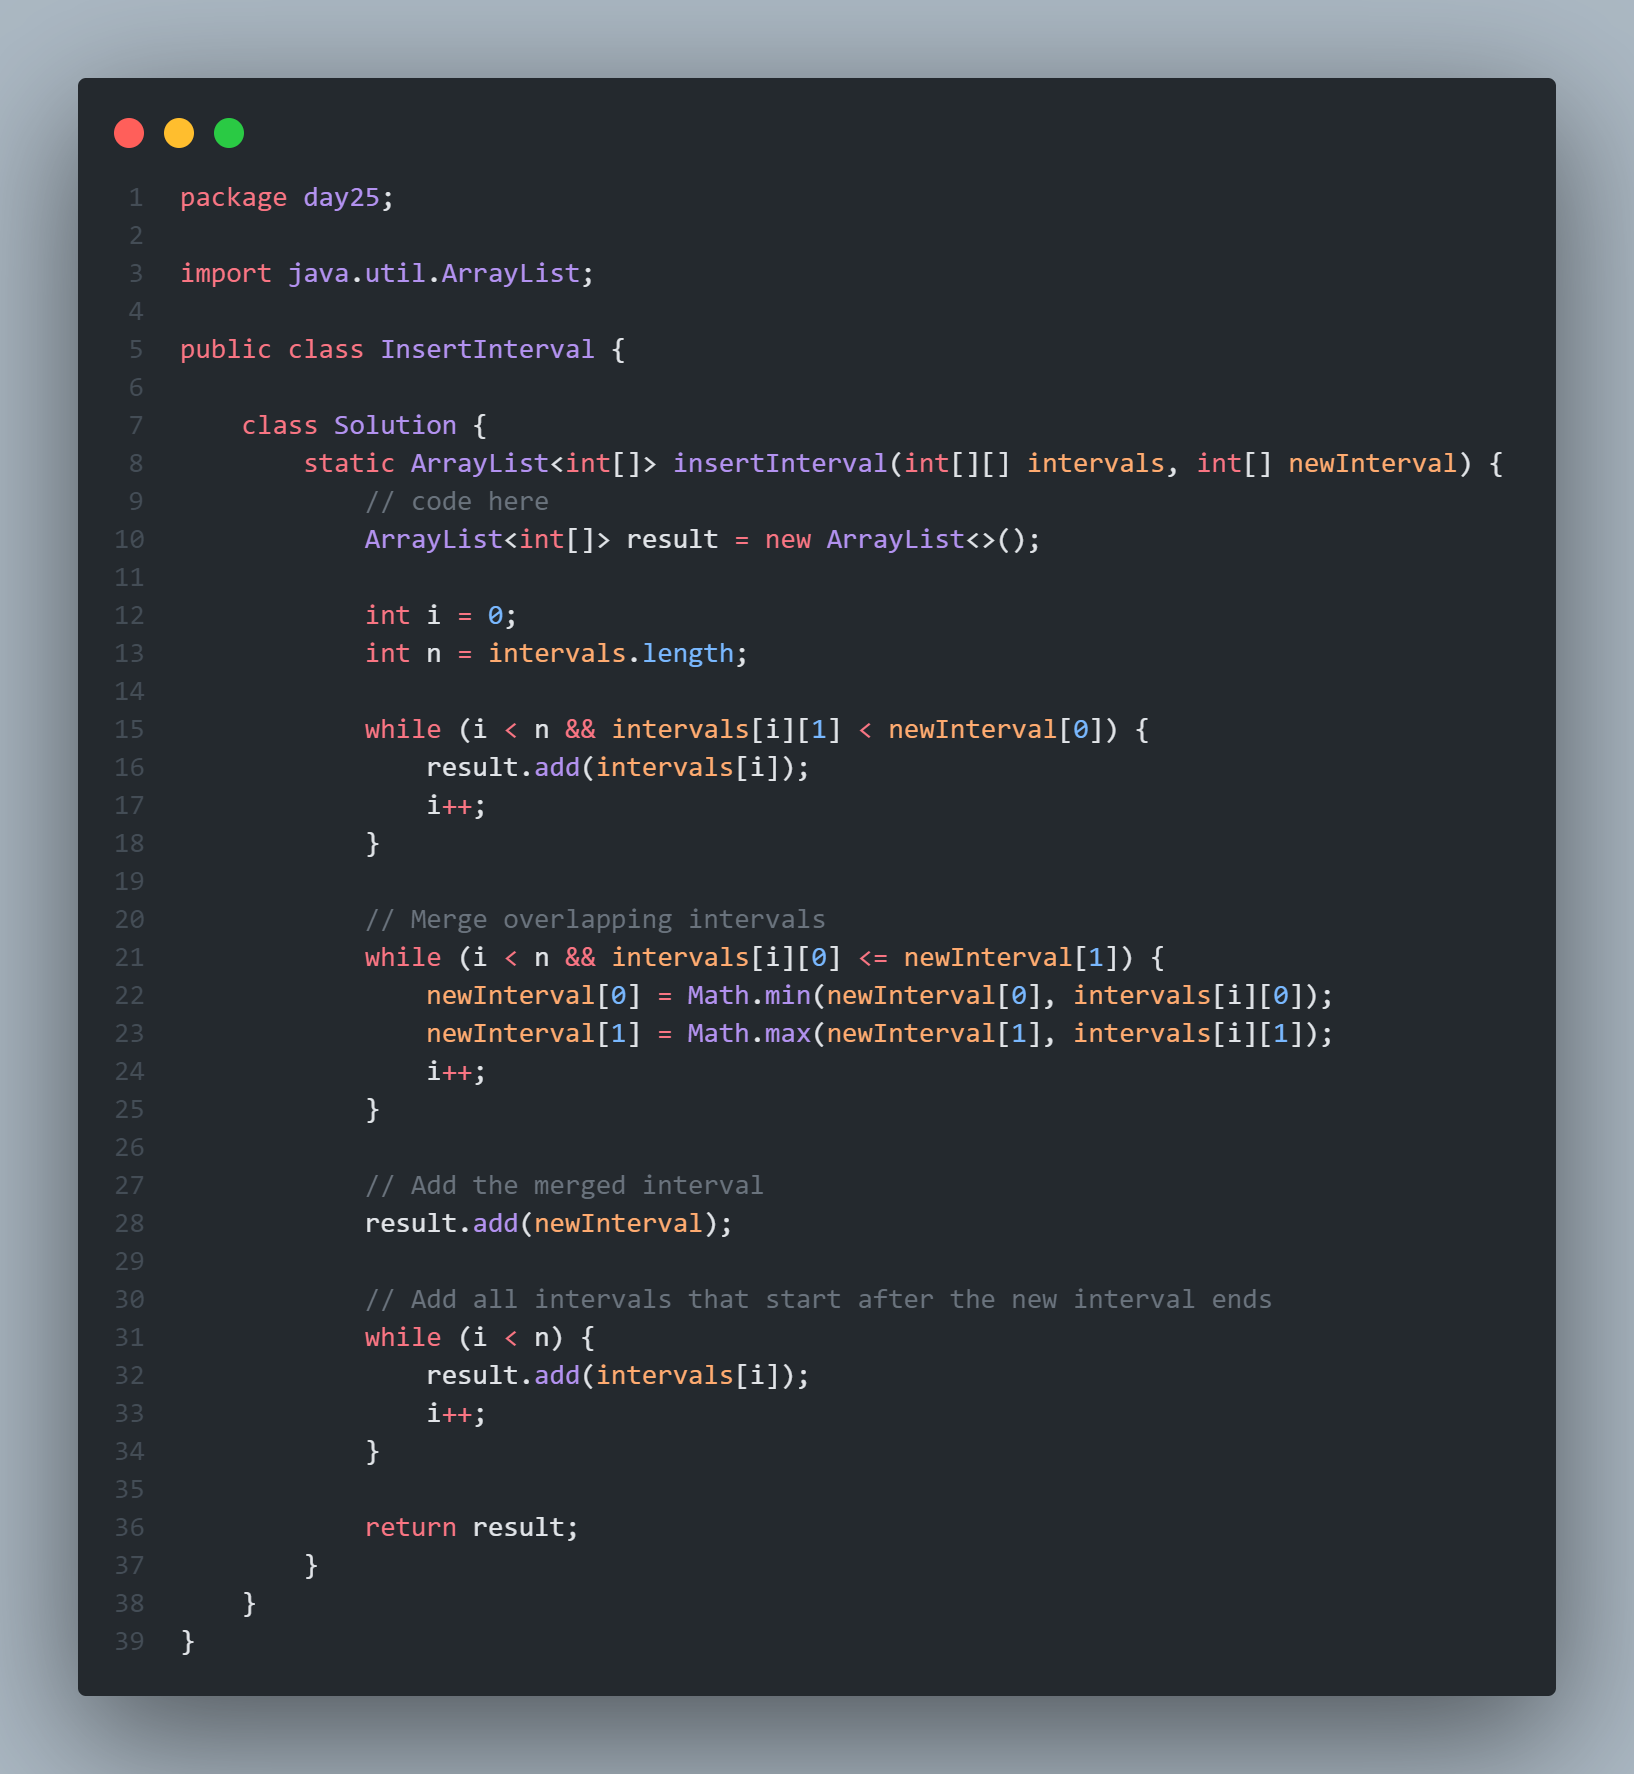 1 package day25;
2
3 import java.util.ArrayList;
4
5 public class InsertInterval {
6
7     class Solution {
8         static ArrayList<int[]> insertInterval(int[][] intervals, int[] newInterval) {
9             // code here
10             ArrayList<int[]> result = new ArrayList<>();
11
12             int i = 0;
13             int n = intervals.length;
14
15             while (i < n && intervals[i][1] < newInterval[0]) {
16                 result.add(intervals[i]);
17                 i++;
18             }
19
20             // Merge overlapping intervals
21             while (i < n && intervals[i][0] <= newInterval[1]) {
22                 newInterval[0] = Math.min(newInterval[0], intervals[i][0]);
23                 newInterval[1] = Math.max(newInterval[1], intervals[i][1]);
24                 i++;
25             }
26
27             // Add the merged interval
28             result.add(newInterval);
29
30             // Add all intervals that start after the new interval ends
31             while (i < n) {
32                 result.add(intervals[i]);
33                 i++;
34             }
35
36             return result;
37         }
38     }
39 }